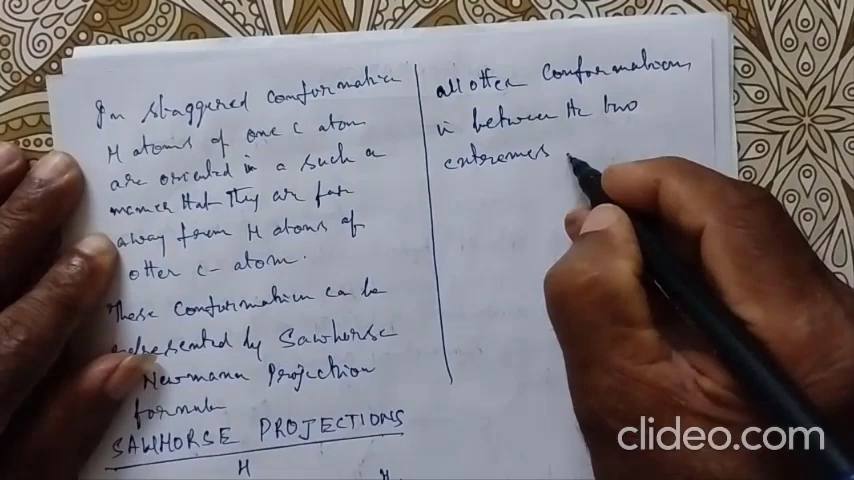 In staggered conformation
H atoms of one C atom
are oriented in a such a
manner that they are far
away from H atoms of
other C-atom.
These conformation can be
represented by Sawhorse
Newmann Projection
formula
SAWHORSE PROJECTIONS
H
H
all other conformations
in between the two
extremes
clideo.com